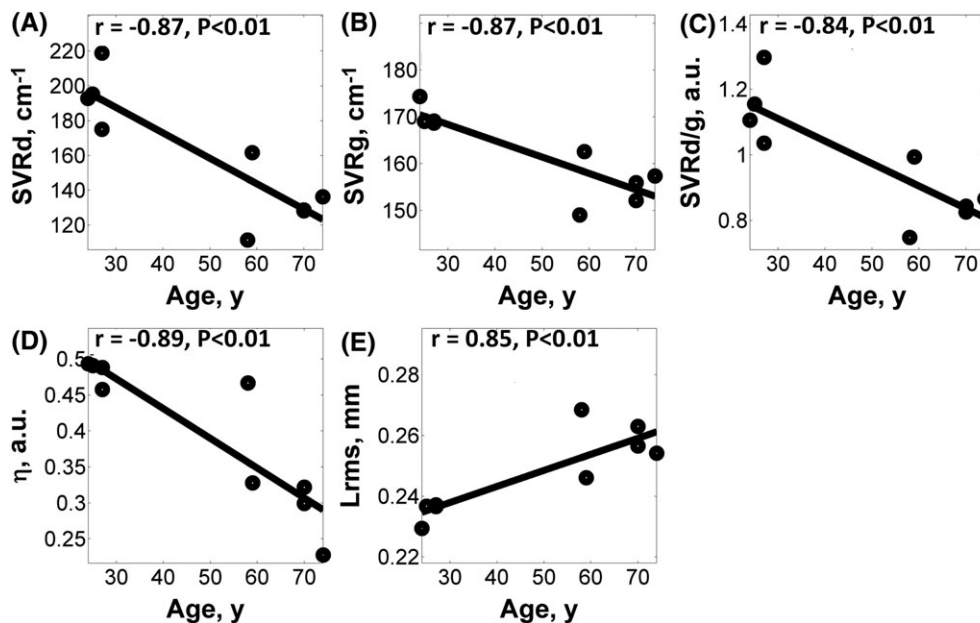 (A)
r = -0.87, P<0.01
SVRd, cm⁻¹
220
200
180
160
140
120
30 40 50 60 70
Age, y
(B)
r = -0.87, P<0.01
SVRg, cm⁻¹
180
170
160
150
30 40 50 60 70
Age, y
(C)
r = -0.84, P<0.01
SVRd/g, a.u.
1.4
1.2
1
0.8
30 40 50 60 70
Age, y
(D)
r = -0.89, P<0.01
η, a.u.
0.5
0.45
0.4
0.35
0.3
0.25
30 40 50 60 70
Age, y
(E)
r = 0.85, P<0.01
Lrms, mm
0.28
0.26
0.24
0.22
30 40 50 60 70
Age, y